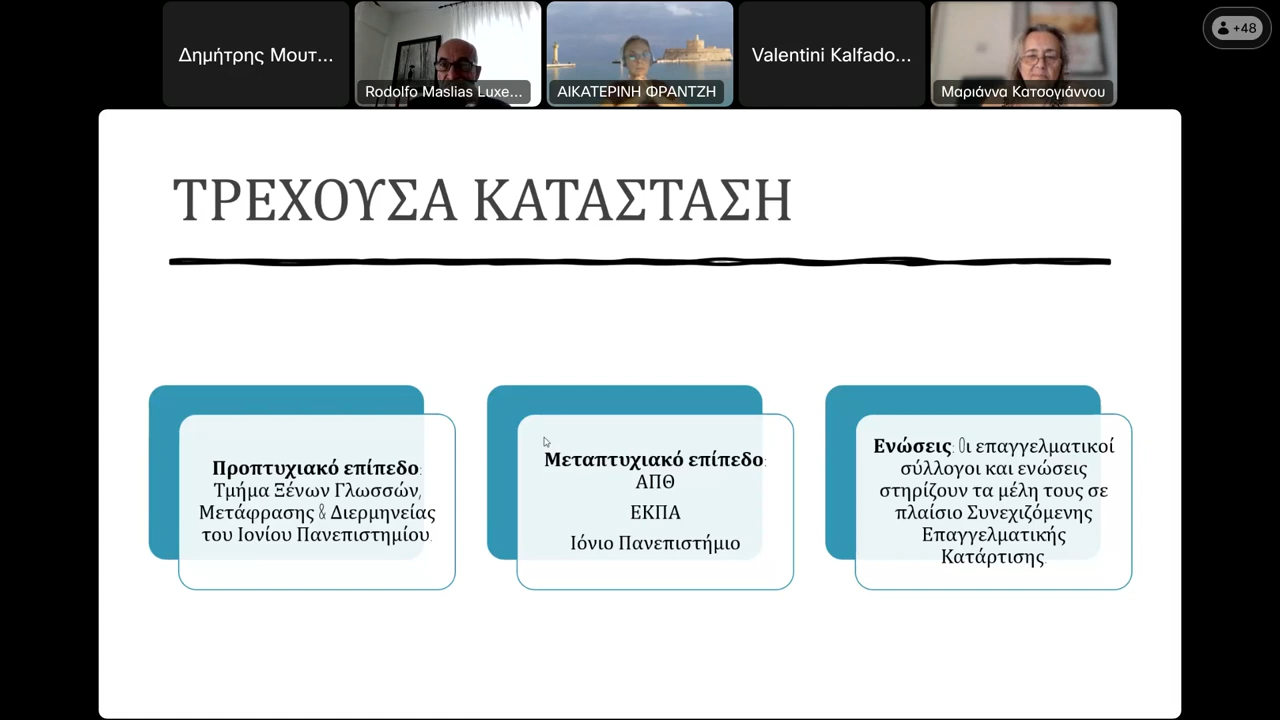 Δημήτρης Μουτ...
Rodolfo Maslias Luxe...
ΑΙΚΑΤΕΡΙΝΗ ΦΡΑΝΤΖΗ
Valentini Kalfado...
Μαριάννα Κατσογιάννου
+48
ΤΡΕΧΟΥΣΑ ΚΑΤΑΣΤΑΣΗ
Προπτυχιακό επίπεδο:
Τμήμα Ξένων Γλωσσών,
Μετάφρασης & Διερμηνείας
του Ιονίου Πανεπιστημίου.
Μεταπτυχιακό επίπεδο:
ΑΠΘ
ΕΚΠΑ
Ιόνιο Πανεπιστήμιο
Ενώσεις: Οι επαγγελματικοί
σύλλογοι και ενώσεις
στηρίζουν τα μέλη τους σε
πλαίσιο Συνεχιζόμενης
Επαγγελματικής
Κατάρτισης.